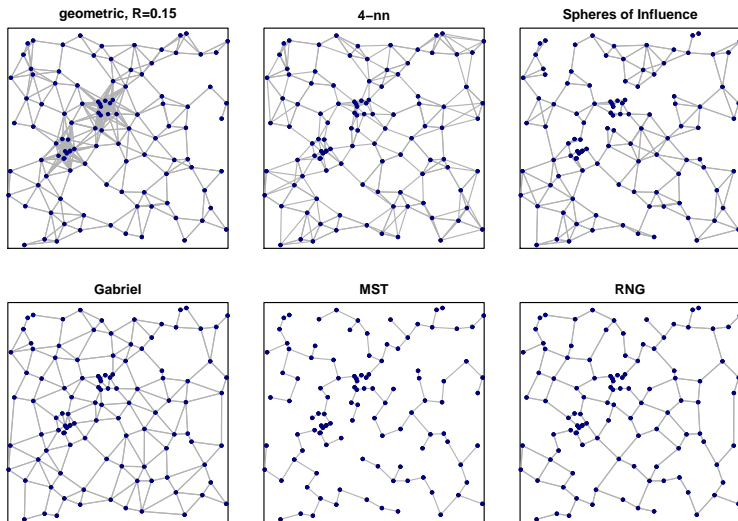 geometric, R=0.15
4−nn
Spheres of Influence
Gabriel
MST
RNG